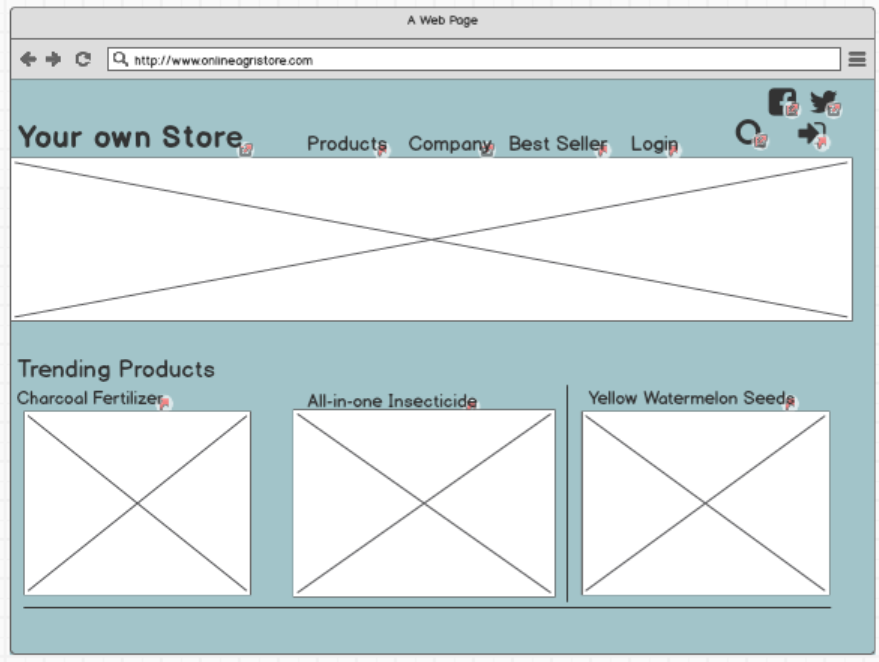 A Web Page
http://www.onlineagristore.com
Your own Store
Products Company Best Seller Login
Trending Products
Charcoal Fertilizer
All-in-one Insecticide
Yellow Watermelon Seeds